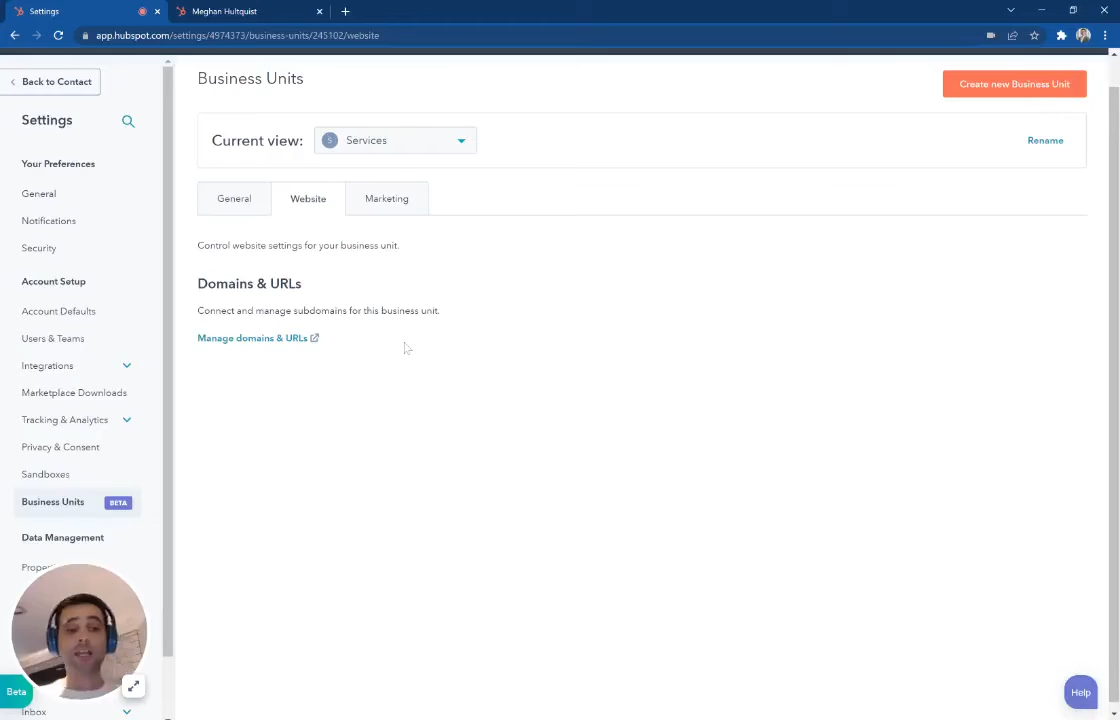 Settings
Meghan Hultquist
app.hubspot.com/settings/4974373/business-units/245102/website
Back to Contact
Settings
Your Preferences
General
Notifications
Security
Account Setup
Account Defaults
Users & Teams
Integrations
Marketplace Downloads
Tracking & Analytics
Privacy & Consent
Sandboxes
Business Units BETA
Data Management
Beta
Inbox
Business Units
Create new Business Unit
Current view: S Services
Rename
General Website Marketing
Control website settings for your business unit.
Domains & URLs
Connect and manage subdomains for this business unit.
Manage domains & URLs
Help